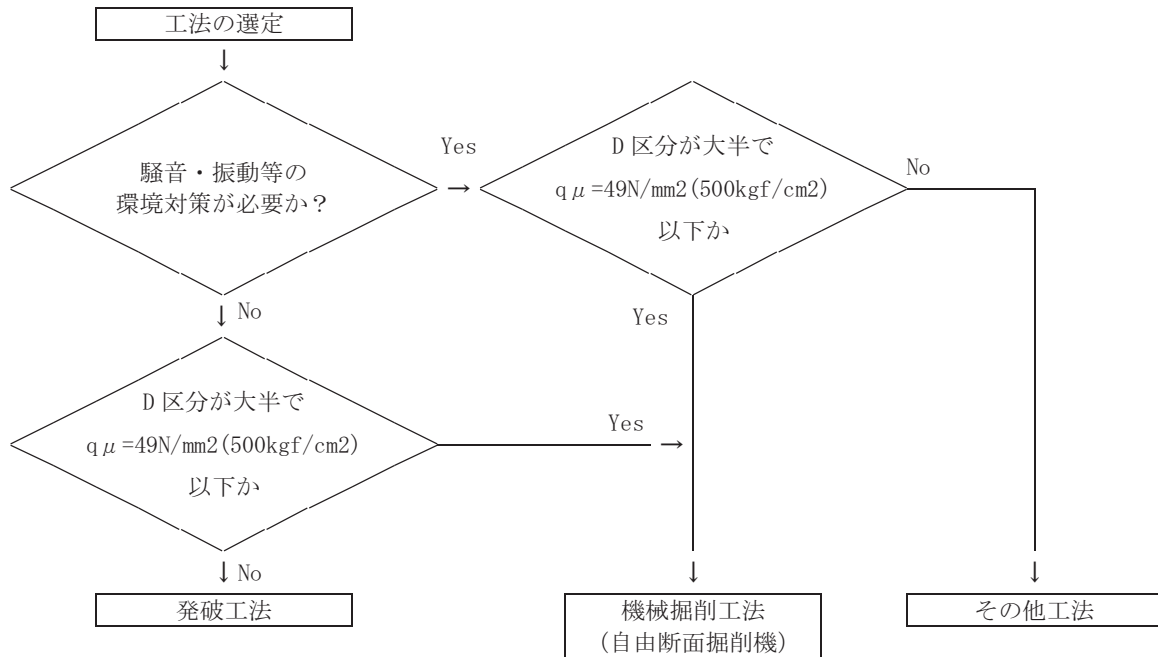 工法の選定
↓
騒音・振動等の
環境対策が必要か？
Yes
→
D 区分が大半で
qμ=49N/mm2(500kgf/cm2)
以下か
No
↓ No
Yes
D 区分が大半で
qμ=49N/mm2(500kgf/cm2)
以下か
Yes
→
↓ No
↓
↓
発破工法
機械掘削工法
(自由断面掘削機)
その他工法